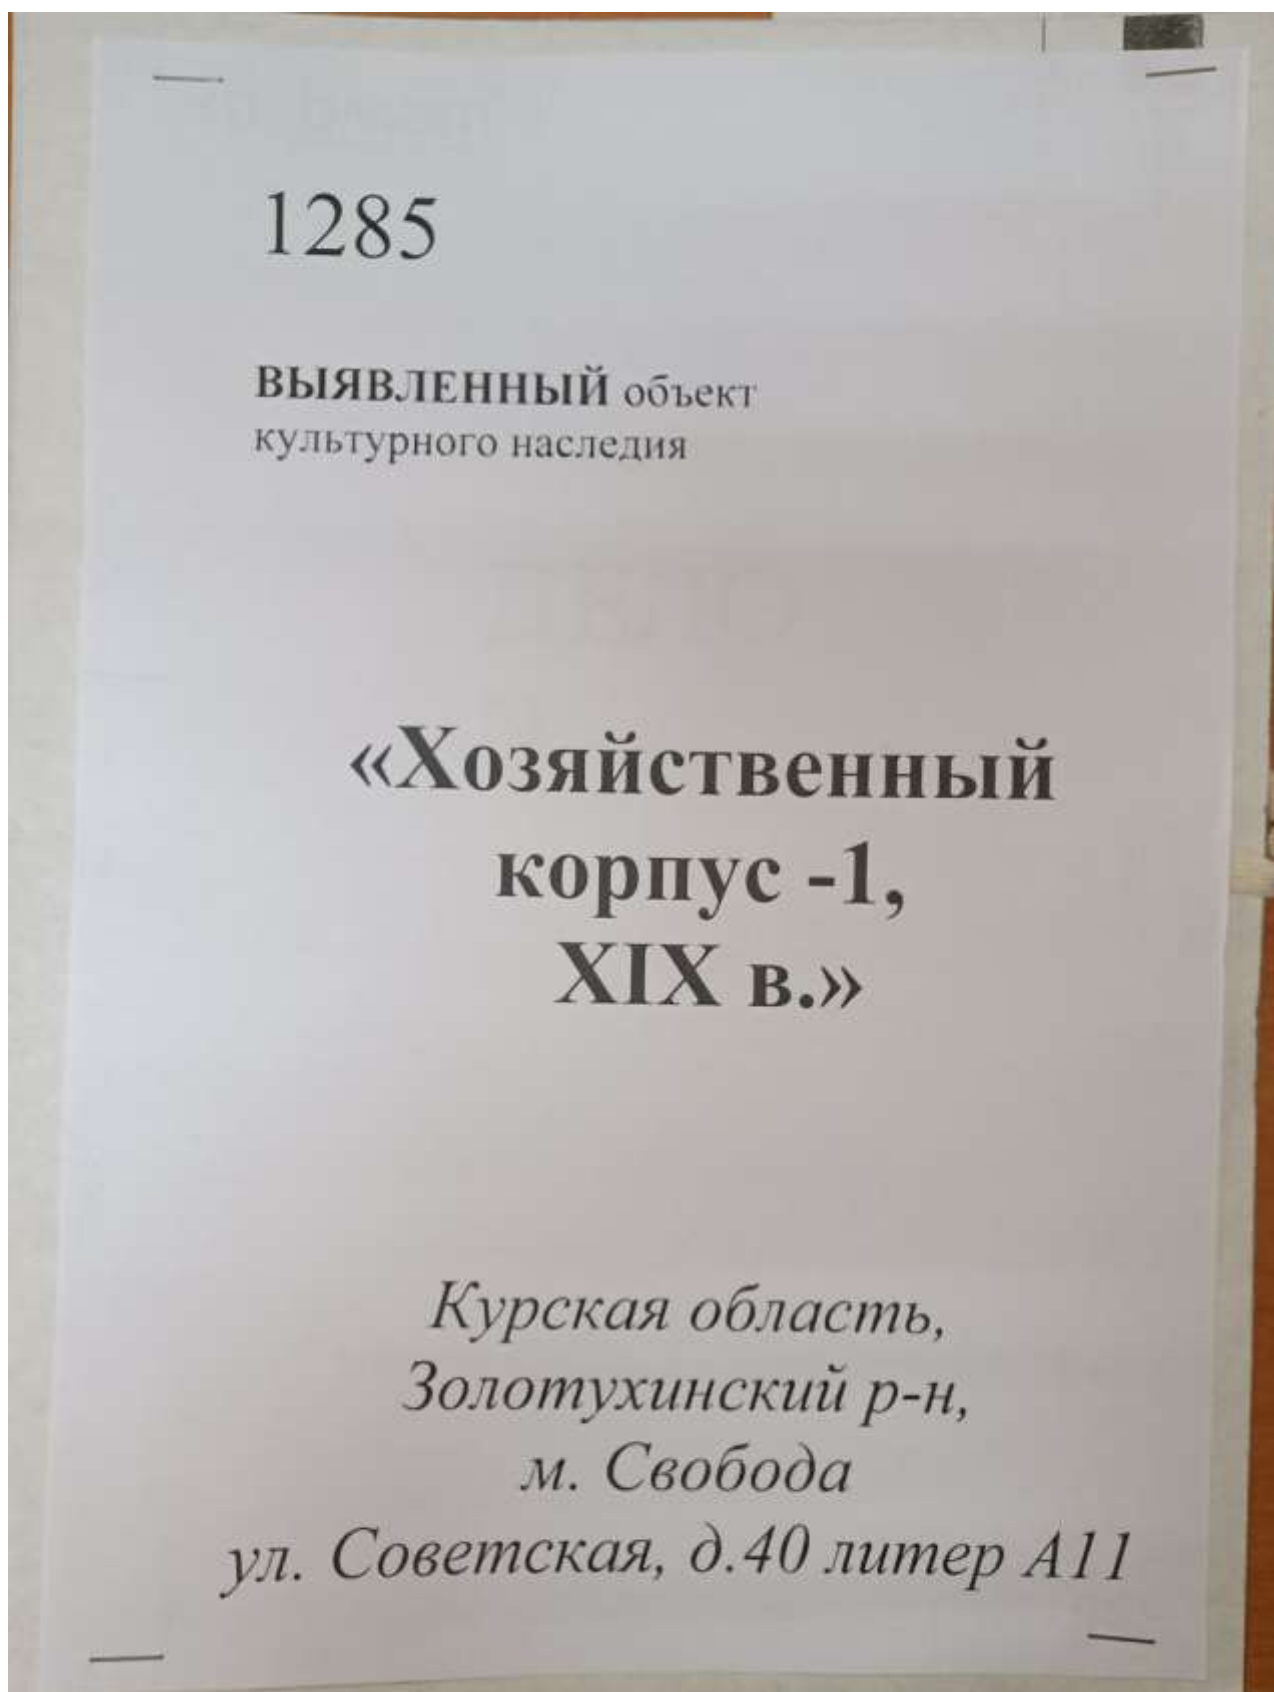 1285
ВЫЯВЛЕННЫЙ объект
культурного наследия
«Хозяйственный
корпус -1,
XIX в.»
Курская область,
Золотухинский р-н,
м. Свобода
ул. Советская, д.40 литер А11